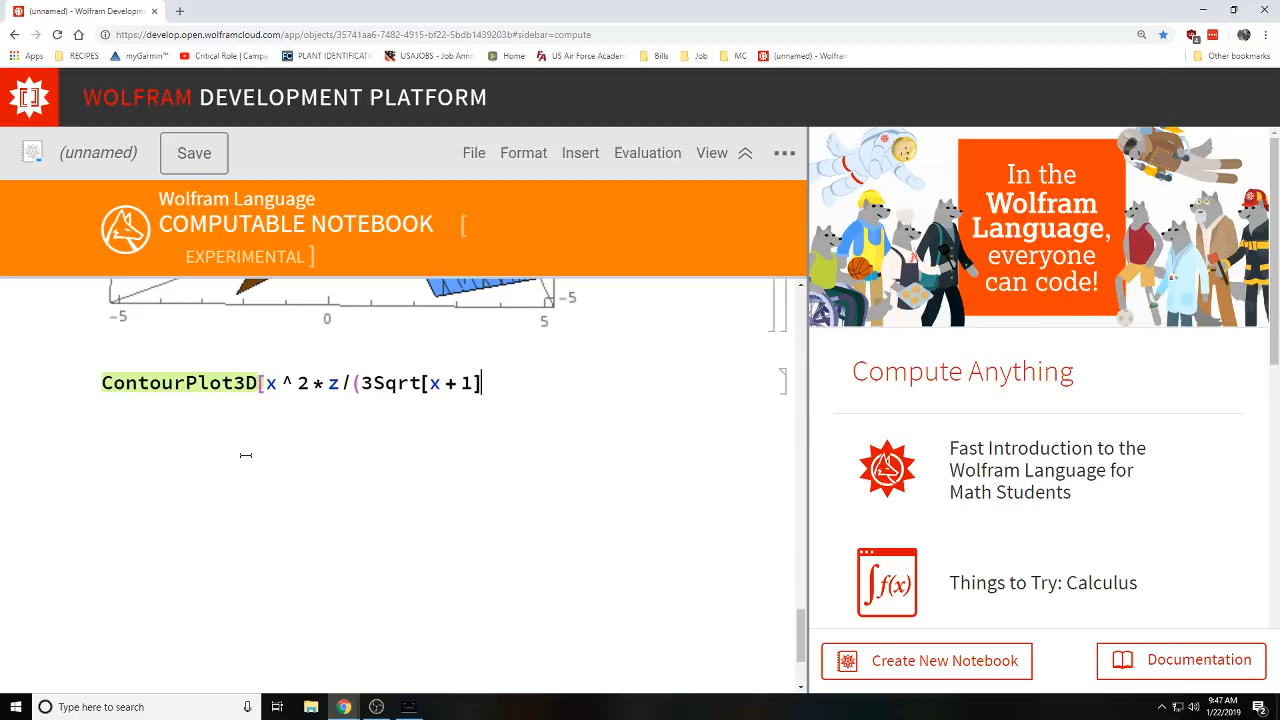 (unnamed) - Wolfram Develop
https://develop.open.wolframcloud.com/app/objects/35741aa6-7482-4915-bf22-5bdb1439203b#sidebar=compute
Apps RECIPES myGarmin™ Critical Role | Campa PLANT IDENTIFICATI USAJOBS - Job Anno Home US Air Force Academ Bills Job MC (unnamed) - Wolfram Other bookmarks
WOLFRAM DEVELOPMENT PLATFORM
(unnamed) Save File Format Insert Evaluation View
Wolfram Language
COMPUTABLE NOTEBOOK [
EXPERIMENTAL ]
-5
-5 0 5
ContourPlot3D[x^2*z/(3Sqrt[x+1]
In the
Wolfram
Language,
everyone
can code!
Compute Anything
Fast Introduction to the
Wolfram Language for
Math Students
Things to Try: Calculus
Create New Notebook Documentation
Type here to search
9:47 AM
1/22/2019